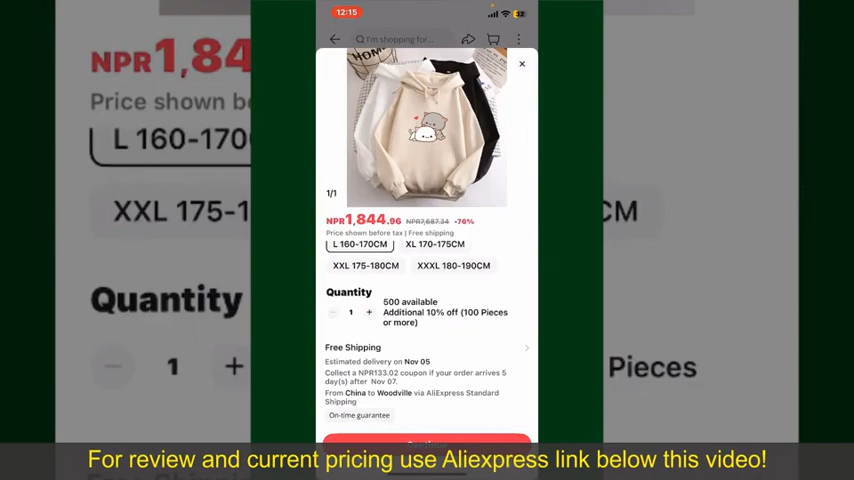 12:15
I'm shopping for...
HOME
1/1
NPR1,844.96 NPR7,687.34 -76%
Price shown before tax | Free shipping
L 160-170CM XL 170-175CM
XXL 175-180CM XXXL 180-190CM
Quantity
500 available
- 1 + Additional 10% off (100 Pieces
or more)
Free Shipping
Estimated delivery on Nov 05
Collect a NPR133.02 coupon if your order arrives 5
day(s) after Nov 07.
From China to Woodville via AliExpress Standard
Shipping
On-time guarantee
NPR1,84
Price shown be
L 160-170
XXL 175-1
CM
Quantity
- 1 +
Pieces
For review and current pricing use Aliexpress link below this video!